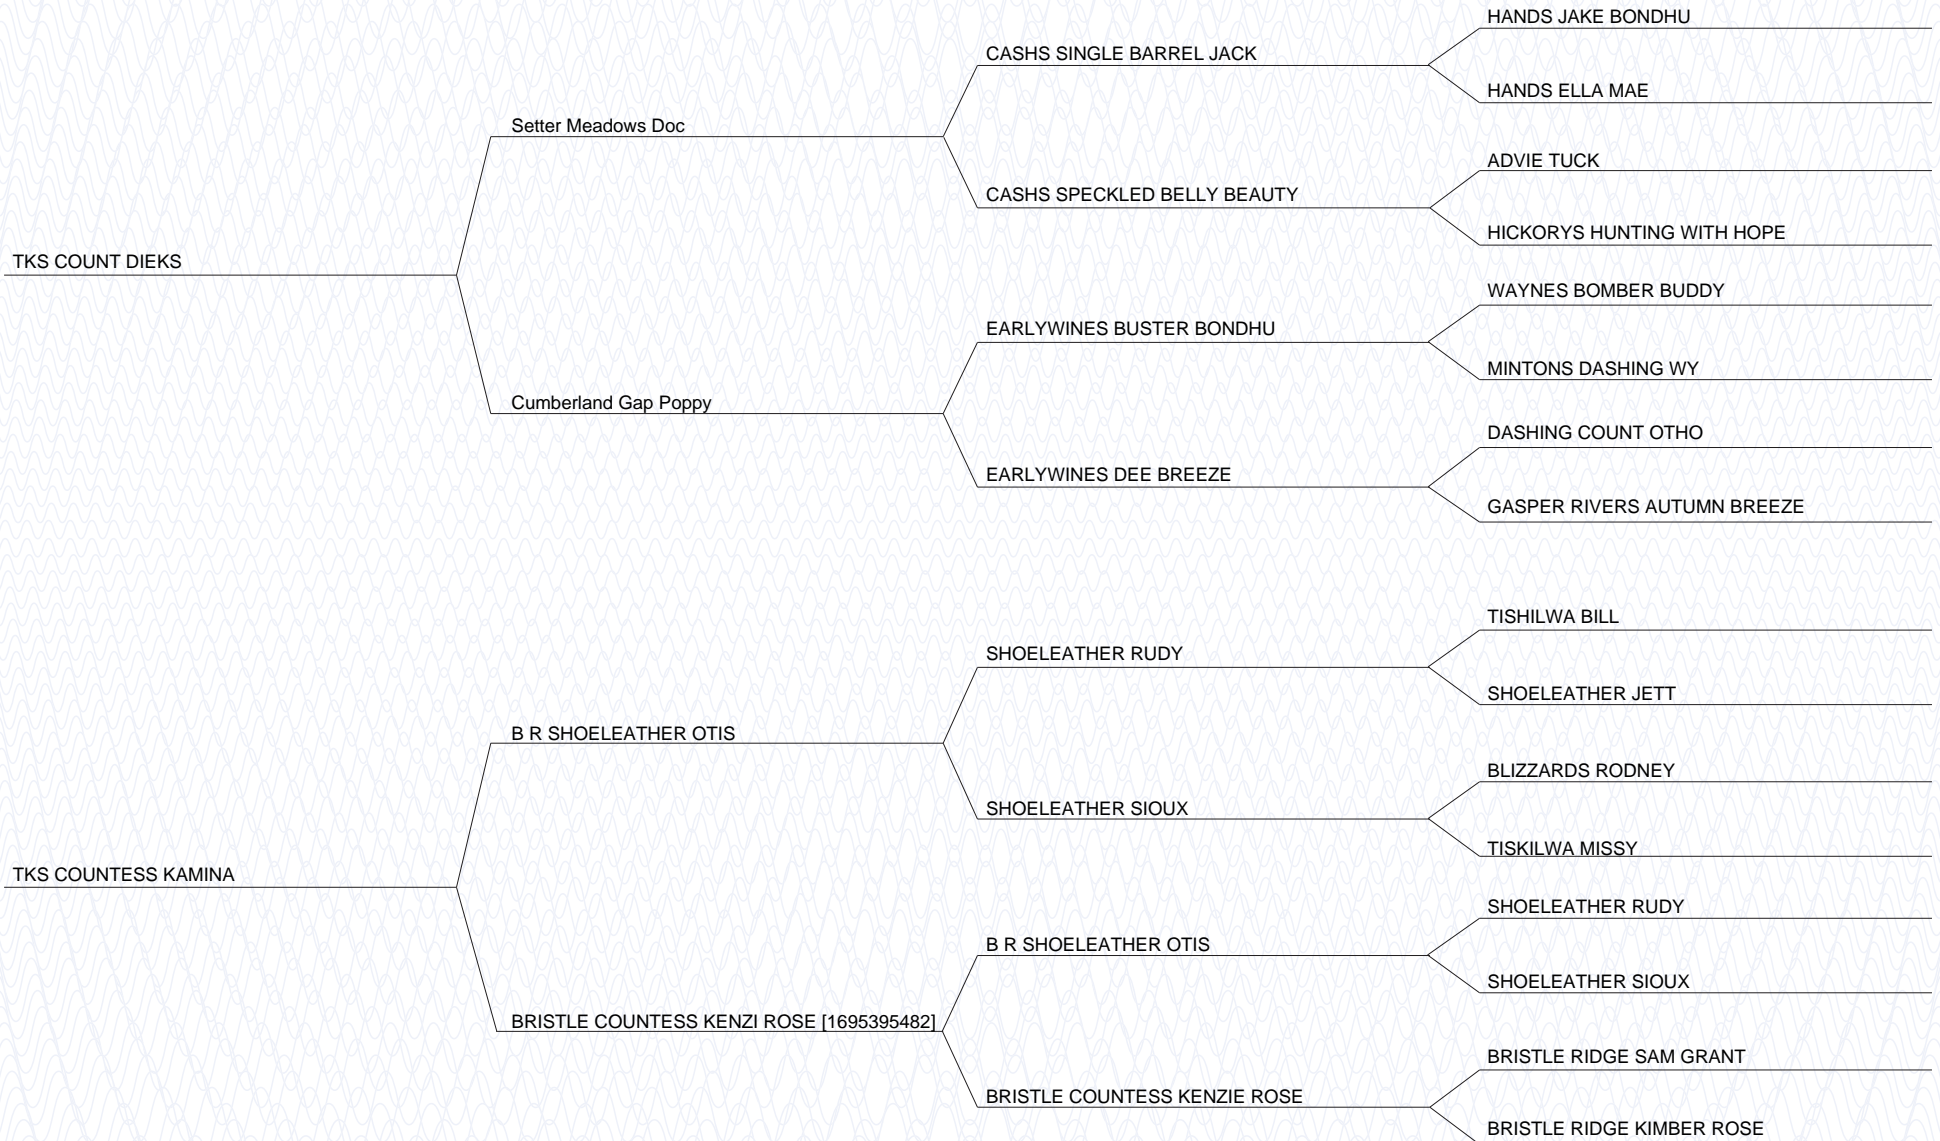 HANDS JAKE BONDHU
CASHS SINGLE BARREL JACK
HANDS ELLA MAE
Setter Meadows Doc
ADVIE TUCK
CASHS SPECKLED BELLY BEAUTY
HICKORYS HUNTING WITH HOPE
TKS COUNT DIEKS
WAYNES BOMBER BUDDY
EARLYWINES BUSTER BONDHU
MINTONS DASHING WY
Cumberland Gap Poppy
DASHING COUNT OTHO
EARLYWINES DEE BREEZE
GASPER RIVERS AUTUMN BREEZE
TISHILWA BILL
SHOELEATHER RUDY
SHOELEATHER JETT
B R SHOELEATHER OTIS
BLIZZARDS RODNEY
SHOELEATHER SIOUX
TISKILWA MISSY
TKS COUNTESS KAMINA
SHOELEATHER RUDY
B R SHOELEATHER OTIS
SHOELEATHER SIOUX
BRISTLE COUNTESS KENZI ROSE [1695395482]
BRISTLE RIDGE SAM GRANT
BRISTLE COUNTESS KENZIE ROSE
BRISTLE RIDGE KIMBER ROSE